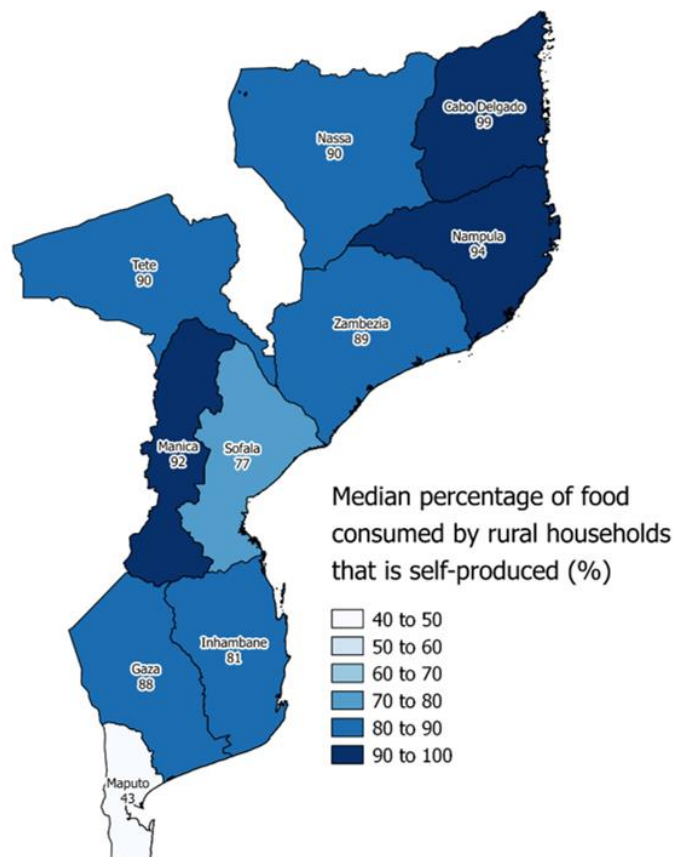 Cabo Delgado
99
Nassa
90
Nampula
94
Tete
90
Zambezia
89
Manica
92
Sofala
77
Median percentage of food
consumed by rural households
that is self-produced (%)
40 to 50
50 to 60
60 to 70
70 to 80
80 to 90
90 to 100
Inhambane
81
Gaza
88
Maputo
43